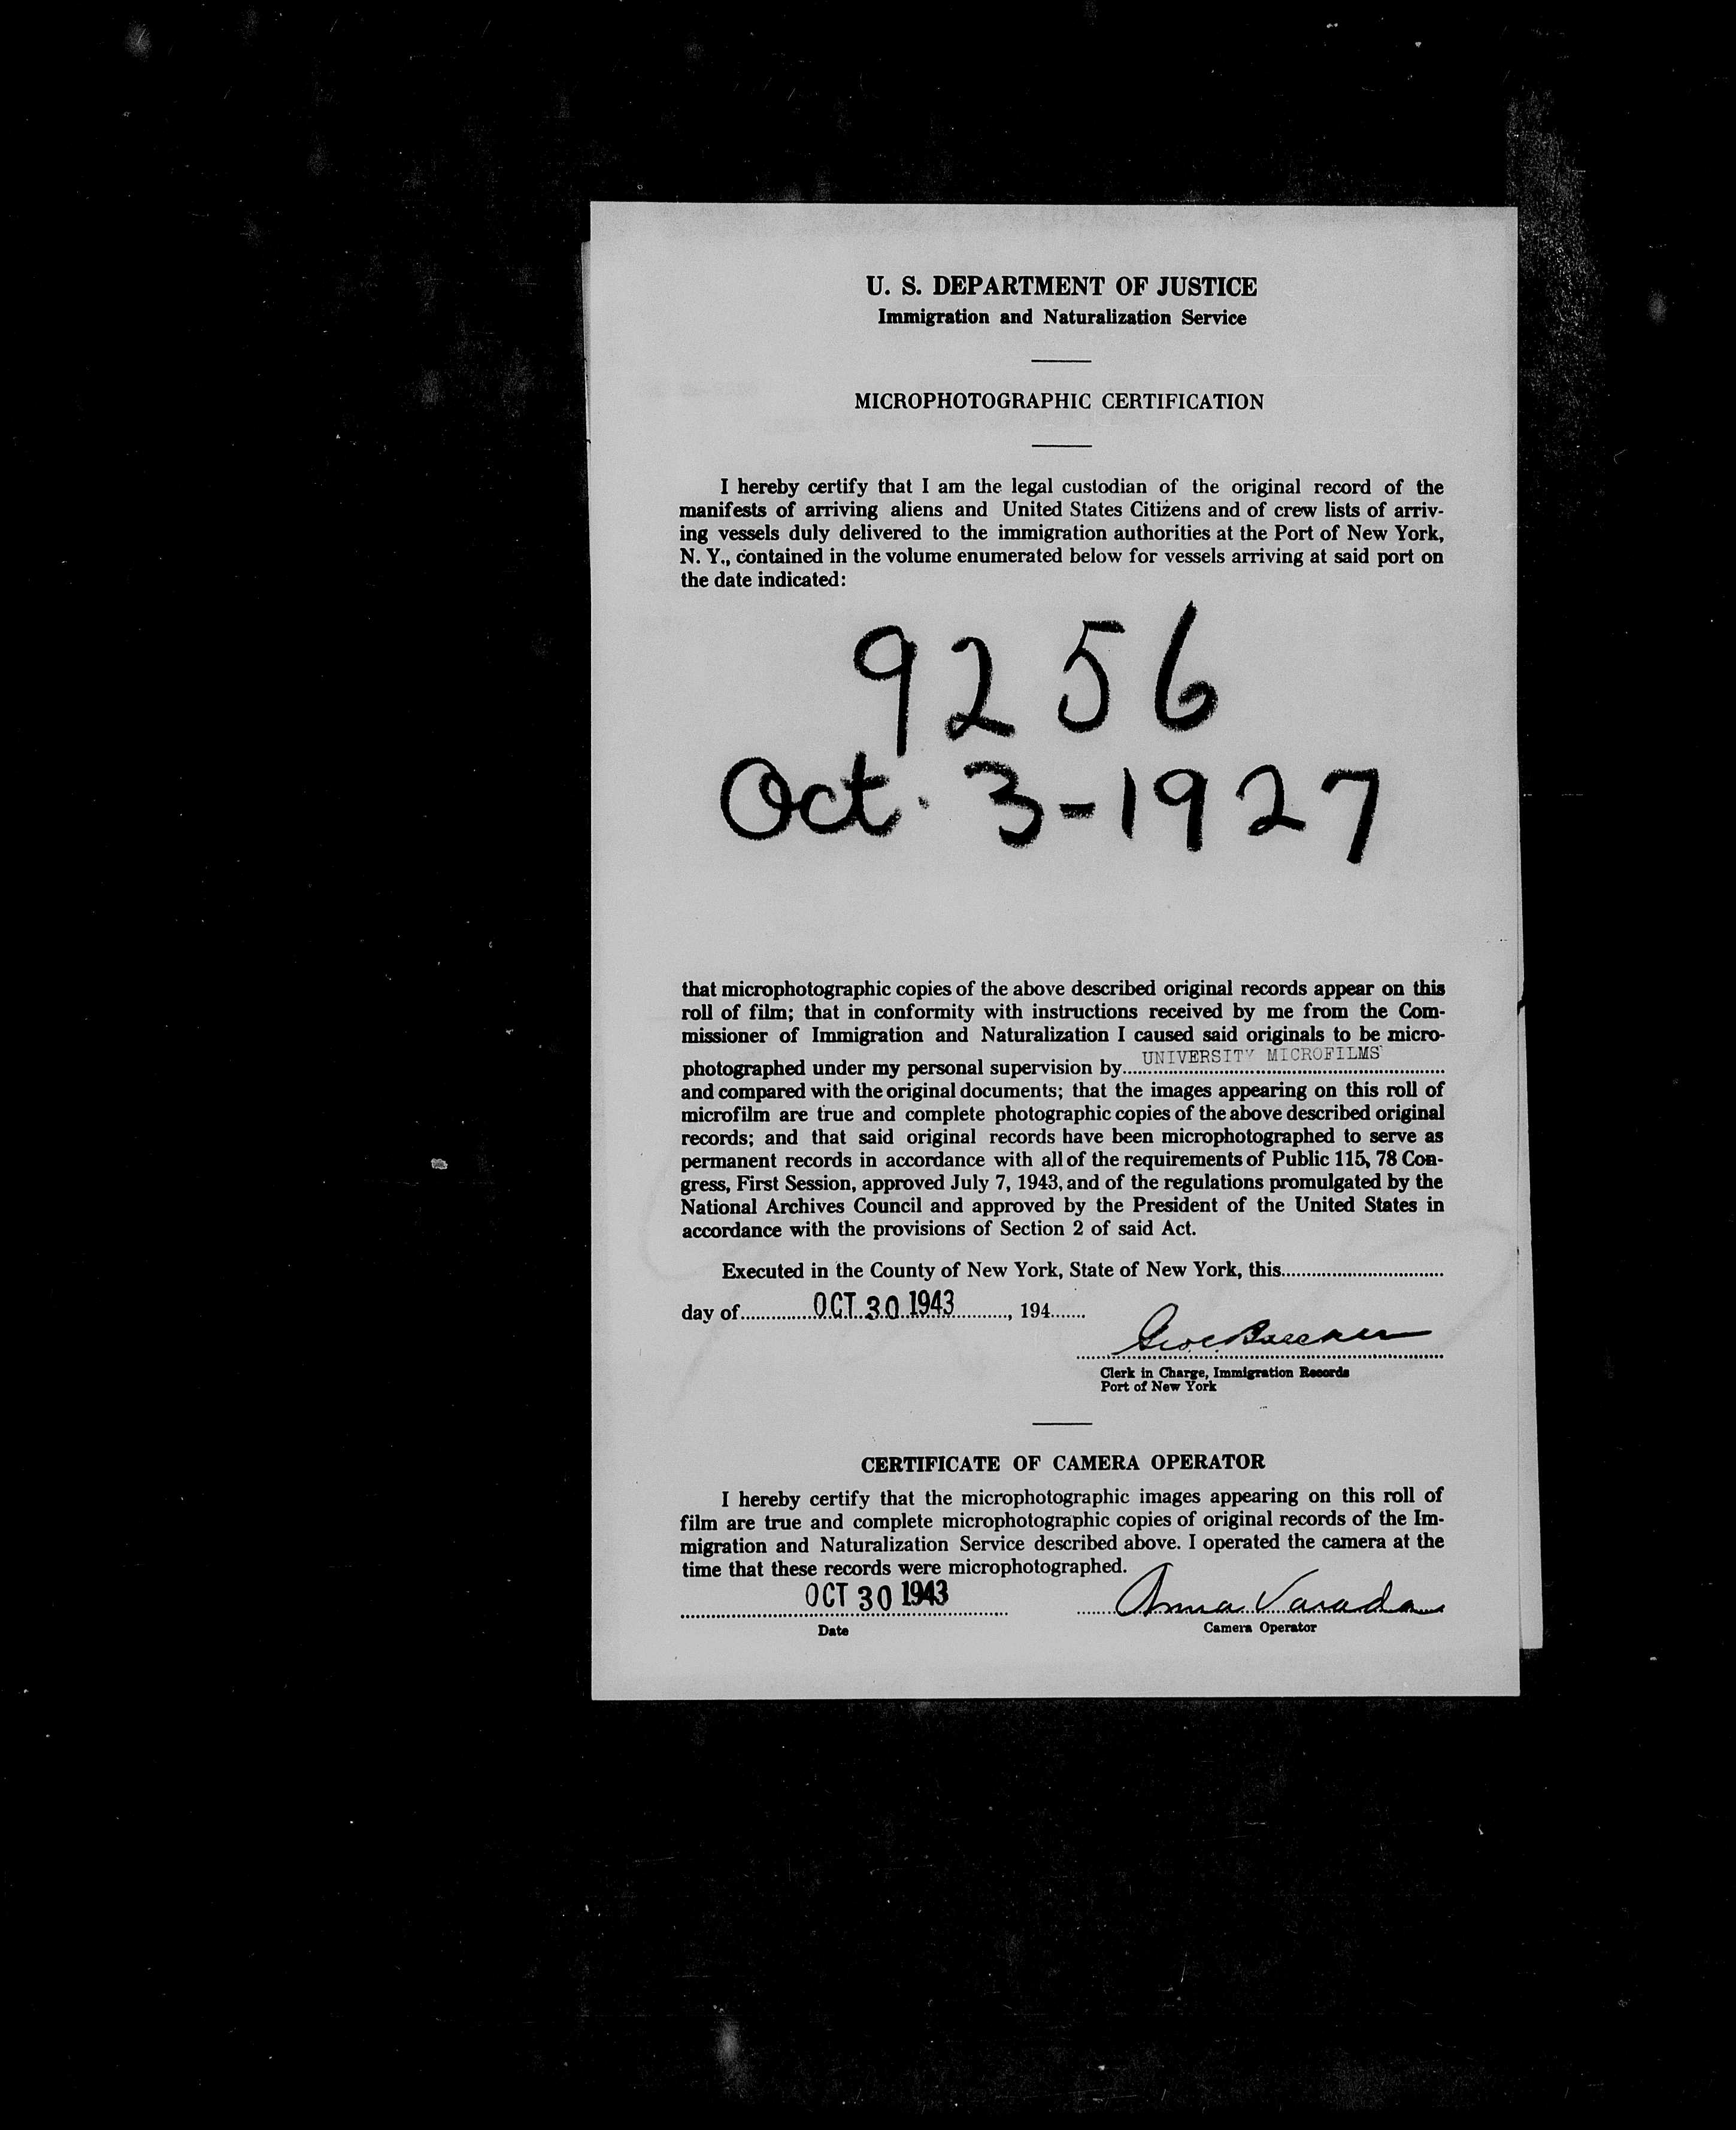 U. S. DEPARTMENT OF JUSTICE
Immigration and Naturalization Service
MICROPHOTOGRAPHIC CERTIFICATION
I hereby certify that I am the legal custodian of the original record of the
manifests of arriving aliens and United States Citizens and of crew lists of arriv-
ing vessels duly delivered to the immigration authorities at the Port of New York,
N. Y., contained in the volume enumerated below for vessels arriving at said port on
the date indicated:
9256
Oct. 3-1927
that microphotographic copies of the above described original records appear on this
roll of film; that in conformity with instructions received by me from the Com-
missioner of Immigration and Naturalization I caused said originals to be micro-
photographed under my personal supervision by UNIVERSITY MICROFILMS
and compared with the original documents; that the images appearing on this roll of
microfilm are true and complete photographic copies of the above described original
records; and that said original records have been microphotographed to serve as
permanent records in accordance with all of the requirements of Public 115, 78 Con-
gress, First Session, approved July 7, 1943, and of the regulations promulgated by the
National Archives Council and approved by the President of the United States in
accordance with the provisions of Section 2 of said Act.
Executed in the County of New York, State of New York, this
day of OCT 30 1943, 194
Clerk in Charge, Immigration Records
Port of New York
CERTIFICATE OF CAMERA OPERATOR
I hereby certify that the microphotographic images appearing on this roll of
film are true and complete microphotographic copies of original records of the Im-
migration and Naturalization Service described above. I operated the camera at the
time that these records were microphotographed.
OCT 30 1943 Anna Varada
Date Camera Operator